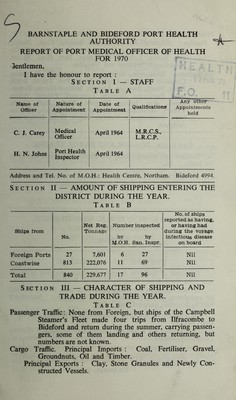 BARNSTAPLE AND BIDEFORD PORT HEALTH
AUTHORITY
REPORT OF PORT MEDICAL OFFICER OF HEALTH
FOR 1970
Gentlemen,
I have the honour to report :
SECTION I — STAFF
TABLE A
Name of Officer | Nature of Appointment | Date of Appointment | Qualifications | Any other Appointments held
C. J. Carey | Medical Officer | April 1964 | M.R.C.S., L.R.C.P.
H. N. Johns | Port Health Inspector | April 1964
HEALTH
F.O. 11
Address and Tel. No. of M.O.H.: Health Centre, Northam. Bideford 4994.
SECTION II — AMOUNT OF SHIPPING ENTERING THE
DISTRICT DURING THE YEAR.
TABLE B
Ships from | No. | Net Reg. Tonnage | Number inspected by M.O.H. | by San. Inspr. | No. of ships reported as having, or having had during the voyage infectious disease on board
Foreign Ports | 27 | 7,601 | 6 | 27 | Nil
Coastwise | 813 | 222,076 | 11 | 69 | Nil
Total | 840 | 229,677 | 17 | 96 | Nil
SECTION III — CHARACTER OF SHIPPING AND
TRADE DURING THE YEAR.
TABLE C
Passenger Traffic: None from Foreign, but ships of the Campbell
Steamer's Fleet made four trips from Ilfracombe to
Bideford and return during the summer, carrying passen-
gers, some of them landing and others returning, but
numbers are not known.
Cargo Traffic. Principal Imports : Coal, Fertiliser, Gravel,
Groundnuts, Oil and Timber.
Principal Exports : Clay, Stone Granules and Newly Con-
structed Vessels.